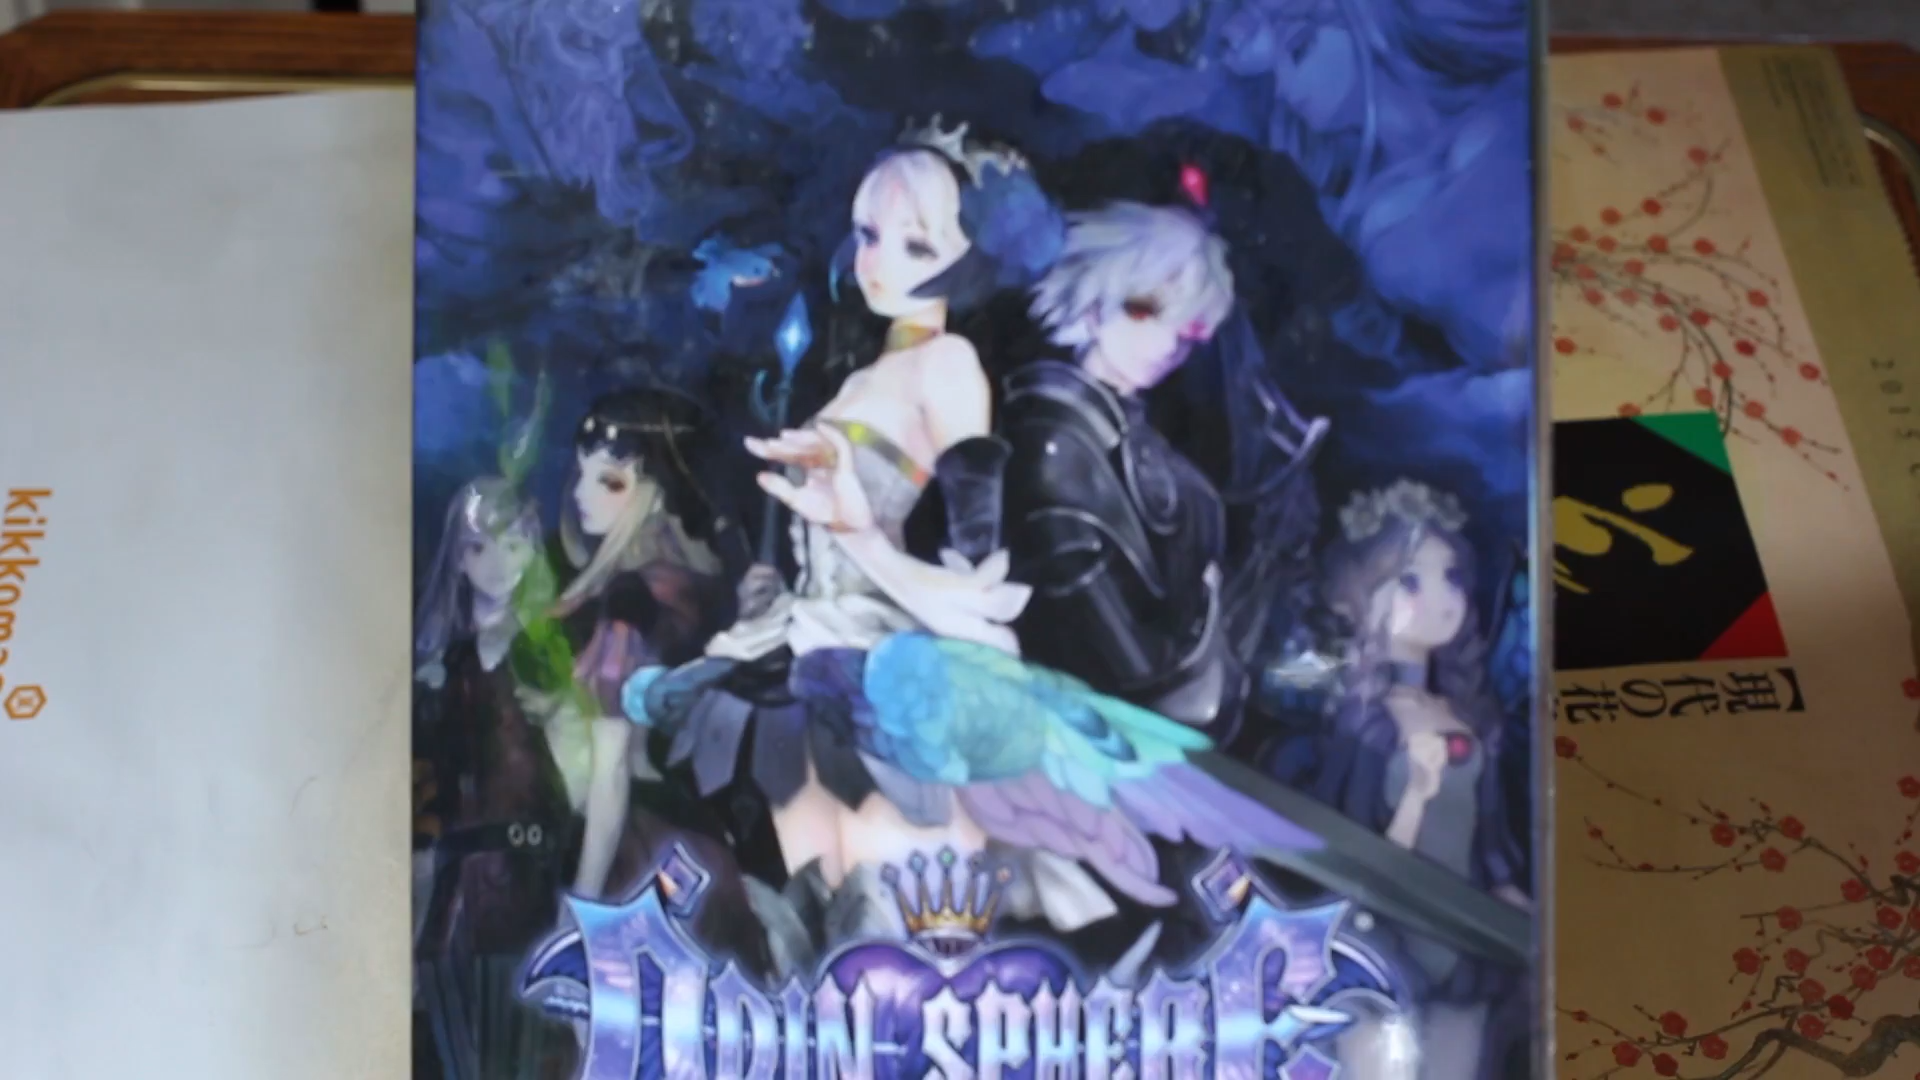 kikkoman
ODIN SPHERE
【現代の花